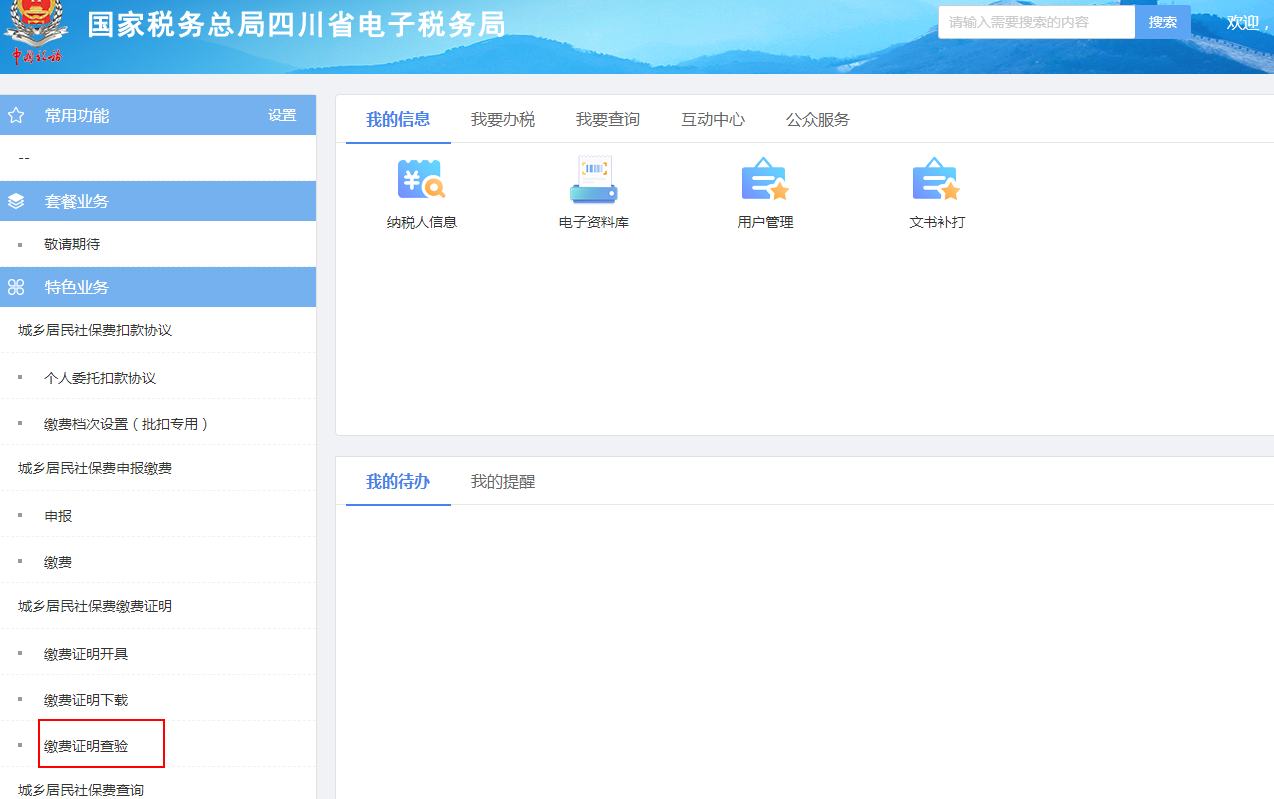 国家税务总局四川省电子税务局
请输入需要搜索的内容 搜索 欢迎，
中国税务
常用功能 设置
--
套餐业务
敬请期待
特色业务
城乡居民社保费扣款协议
个人委托扣款协议
缴费档次设置（批扣专用）
城乡居民社保费申报缴费
申报
缴费
城乡居民社保费缴费证明
缴费证明开具
缴费证明下载
缴费证明查验
城乡居民社保费查询
我的信息 我要办税 我要查询 互动中心 公众服务
纳税人信息 电子资料库 用户管理 文书补打
我的待办 我的提醒